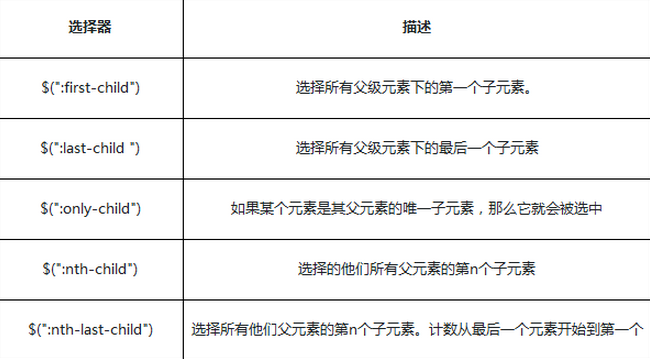 选择器 描述
$(":first-child") 选择所有父级元素下的第一个子元素。
$(":last-child ") 选择所有父级元素下的最后一个子元素
$(":only-child") 如果某个元素是其父元素的唯一子元素，那么它就会被选中
$(":nth-child") 选择的他们所有父元素的第n个子元素
$(":nth-last-child") 选择所有他们父元素的第n个子元素。计数从最后一个元素开始到第一个